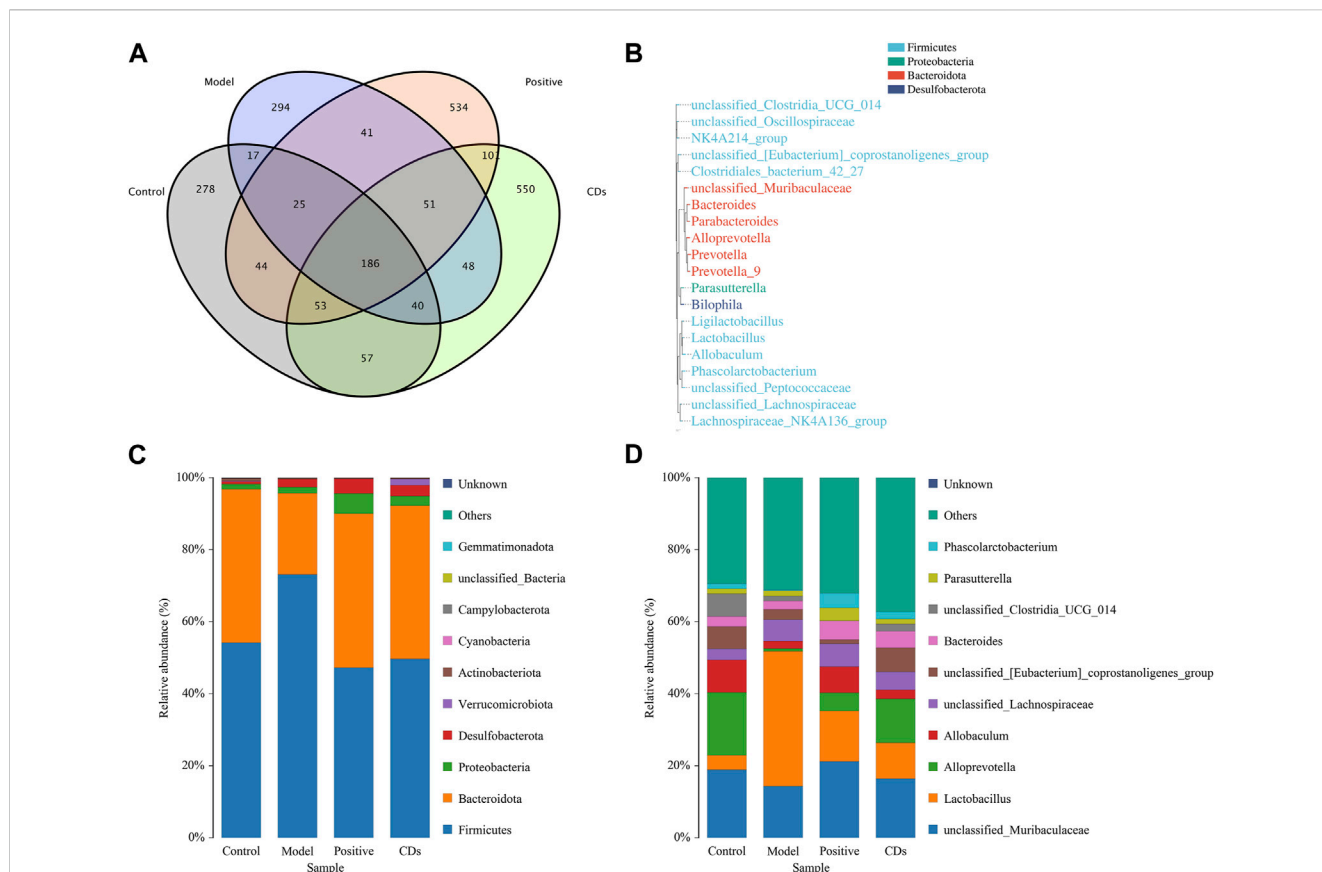 A
Model
Positive
Control
CDs
294
534
41
17
101
278
550
25
51
44
186
48
53
40
57
B
Firmicutes
Proteobacteria
Bacteroidota
Desulfobacterota
unclassified_Clostridia_UCG_014
unclassified_Oscillospiraceae
NK4A214_group
unclassified_[Eubacterium]_coprostanoligenes_group
Clostridiales_bacterium_42_27
unclassified_Muribaculaceae
Bacteroides
Parabacteroides
Alloprevotella
Prevotella
Prevotella_9
Parasutterella
Bilophila
Ligilactobacillus
Lactobacillus
Allobaculum
Phascolarctobacterium
unclassified_Peptococcaceae
unclassified_Lachnospiraceae
Lachnospiraceae_NK4A136_group
C
Relative abundance (%)
100%
80%
60%
40%
20%
0%
Control Model Positive CDs
Sample
Unknown
Others
Gemmatimonadota
unclassified_Bacteria
Campylobacterota
Cyanobacteria
Actinobacteriota
Verrucomicrobiota
Desulfobacterota
Proteobacteria
Bacteroidota
Firmicutes
D
Relative abundance (%)
100%
80%
60%
40%
20%
0%
Control Model Positive CDs
Sample
Unknown
Others
Phascolarctobacterium
Parasutterella
unclassified_Clostridia_UCG_014
Bacteroides
unclassified_[Eubacterium]_coprostanoligenes_group
unclassified_Lachnospiraceae
Allobaculum
Alloprevotella
Lactobacillus
unclassified_Muribaculaceae